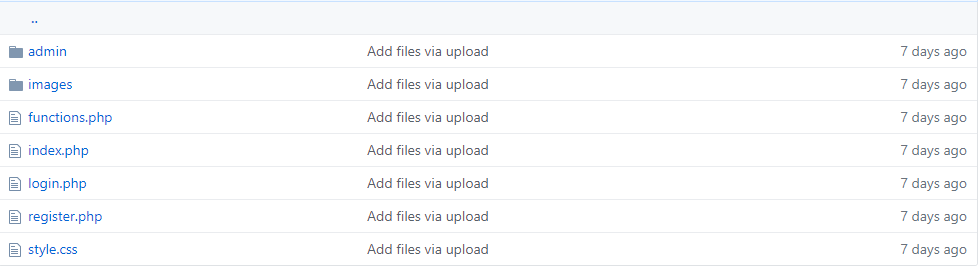 ..
admin Add files via upload 7 days ago
images Add files via upload 7 days ago
functions.php Add files via upload 7 days ago
index.php Add files via upload 7 days ago
login.php Add files via upload 7 days ago
register.php Add files via upload 7 days ago
style.css Add files via upload 7 days ago